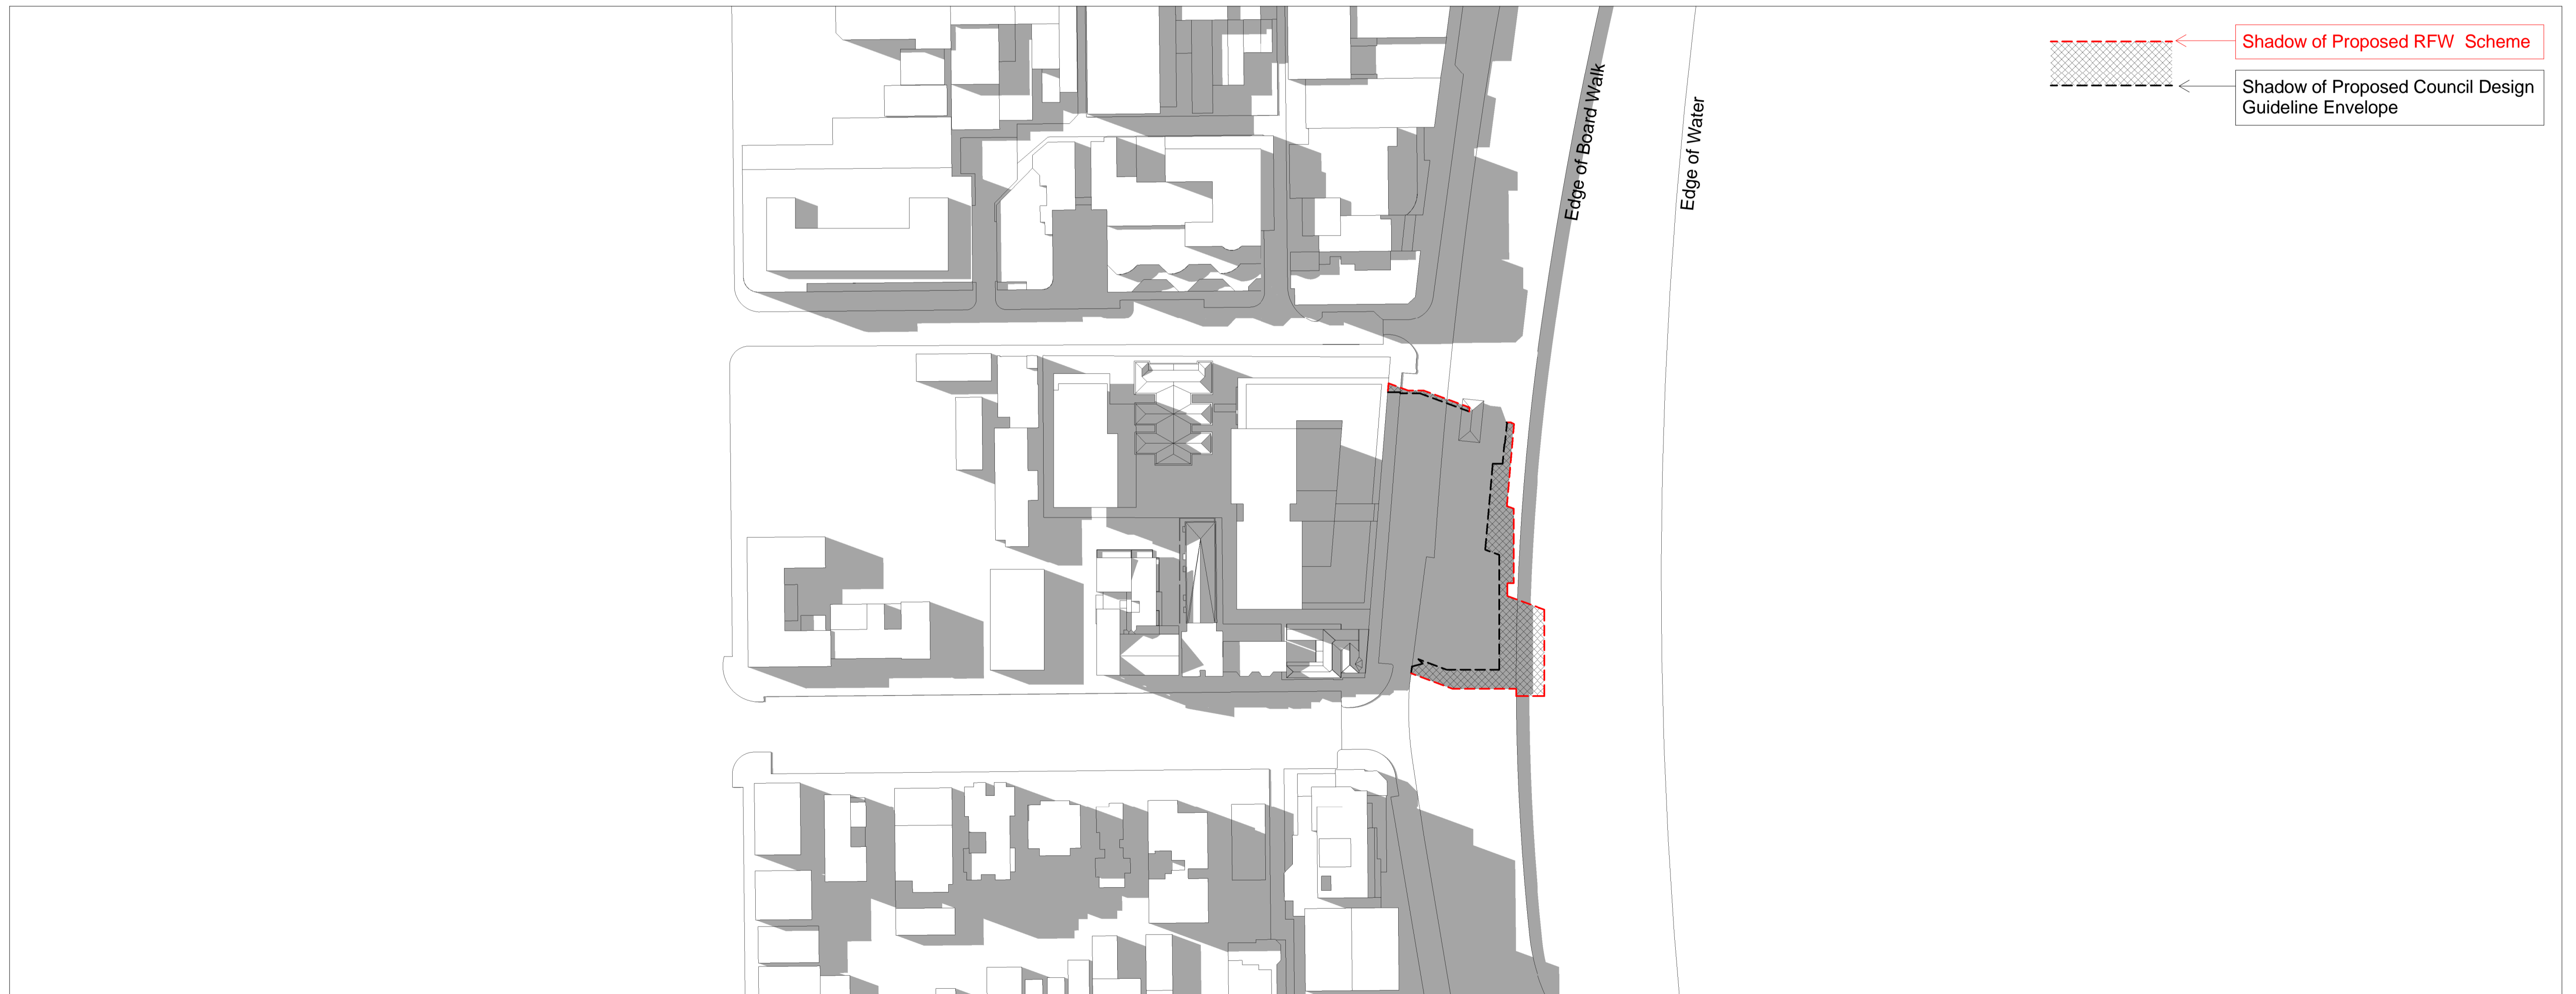 Shadow of Proposed RFW Scheme
Shadow of Proposed Council Design
Guideline Envelope
Edge of Board Walk
Edge of Water